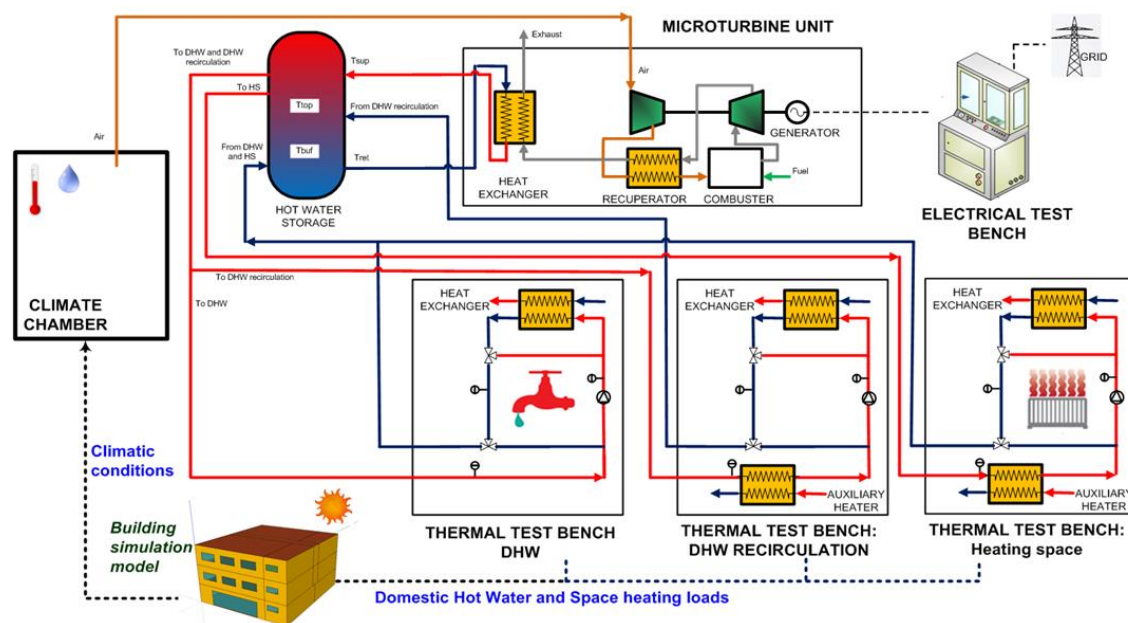 MICROTURBINE UNIT
To DHW and DHW
recirculation
Tsup
Exhaust
Air
GRID
To HS
Ttop
From DHW recirculation
GENERATOR
Air
From DHW
and HS
Tbuf
Tret
Fuel
HEAT
EXCHANGER
RECUPERATOR
COMBUSTER
HOT WATER
STORAGE
ELECTRICAL TEST
BENCH
To DHW recirculation
To DHW
CLIMATE
CHAMBER
HEAT
EXCHANGER
HEAT
EXCHANGER
HEAT
EXCHANGER
Climatic
conditions
AUXILIARY
HEATER
AUXILIARY
HEATER
Building
simulation
model
THERMAL TEST BENCH
DHW
THERMAL TEST BENCH:
DHW RECIRCULATION
THERMAL TEST BENCH:
Heating space
Domestic Hot Water and Space heating loads